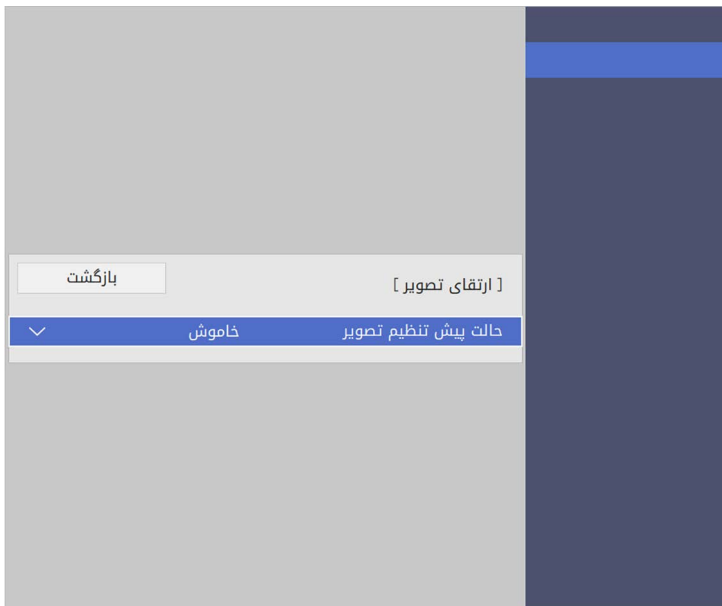 [ ارتقای تصویر ]
بازگشت
حالت پیش تنظیم تصویر خاموش